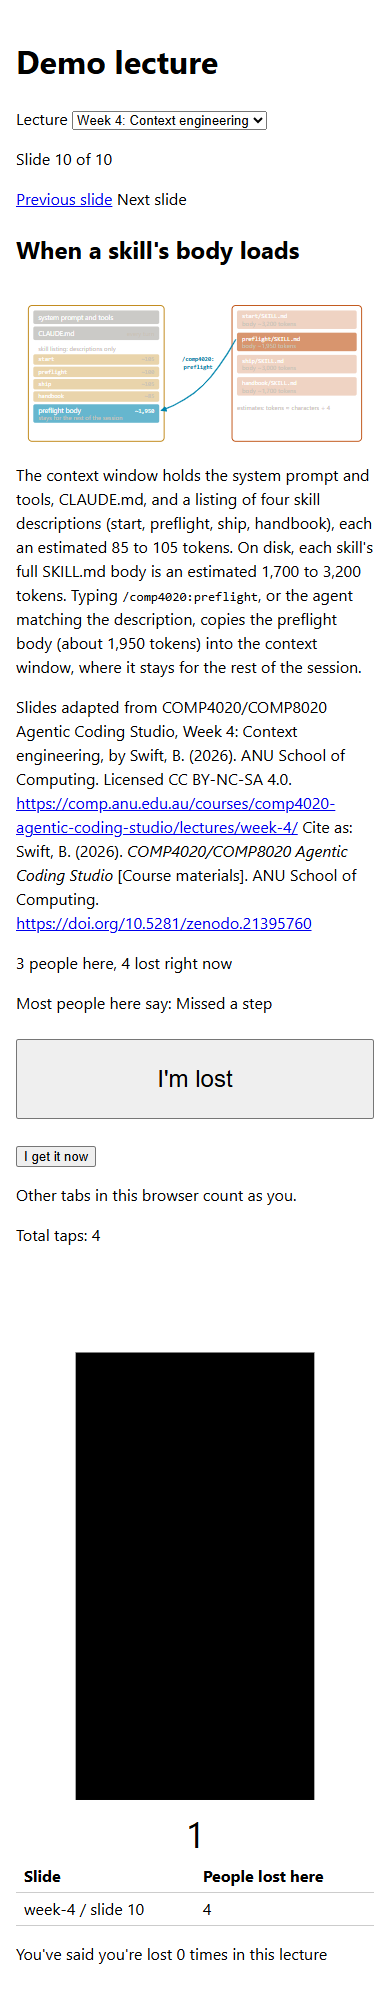 Demo lecture
Lecture Week 4: Context engineering
Slide 10 of 10
Previous slide Next slide
When a skill's body loads
system prompt and tools
CLAUDE.md
skill listing: descriptions only
start
preflight
ship
handbook
preflight body ~1,950
stays for the rest of the session
/comp4020:
preflight
start/SKILL.md
preflight/SKILL.md
ship/SKILL.md
handbook/SKILL.md
estimates: tokens ≈ characters ÷ 4
The context window holds the system prompt and
tools, CLAUDE.md, and a listing of four skill
descriptions (start, preflight, ship, handbook), each
an estimated 85 to 105 tokens. On disk, each skill's
full SKILL.md body is an estimated 1,700 to 3,200
tokens. Typing /comp4020:preflight, or the agent
matching the description, copies the preflight
body (about 1,950 tokens) into the context
window, where it stays for the rest of the session.
Slides adapted from COMP4020/COMP8020
Agentic Coding Studio, Week 4: Context
engineering, by Swift, B. (2026). ANU School of
Computing. Licensed CC BY-NC-SA 4.0.
https://comp.anu.edu.au/courses/comp4020-
agentic-coding-studio/lectures/week-4/ Cite as:
Swift, B. (2026). COMP4020/COMP8020 Agentic
Coding Studio [Course materials]. ANU School of
Computing.
https://doi.org/10.5281/zenodo.21395760
3 people here, 4 lost right now
Most people here say: Missed a step
I'm lost
I get it now
Other tabs in this browser count as you.
Total taps: 4
1
Slide People lost here
week-4 / slide 10 4
You've said you're lost 0 times in this lecture